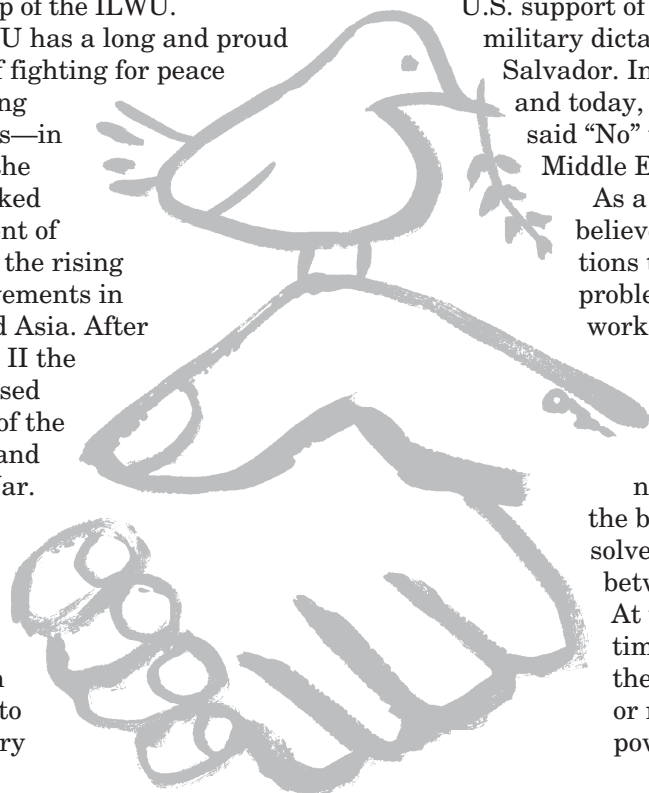 p of the ILWU.
U has a long and proud
f fighting for peace
ng
s—in
the
ked
nt of
the rising
vements in
d Asia. After
II the
sed
of the
and
ar.
n
to
ry
U.S. support of
military dicta
Salvador. In
and today,
said “No”
Middle E
As a
believe
tions t
proble
work
n
the b
solve
betw
At
tim
the
or
pow